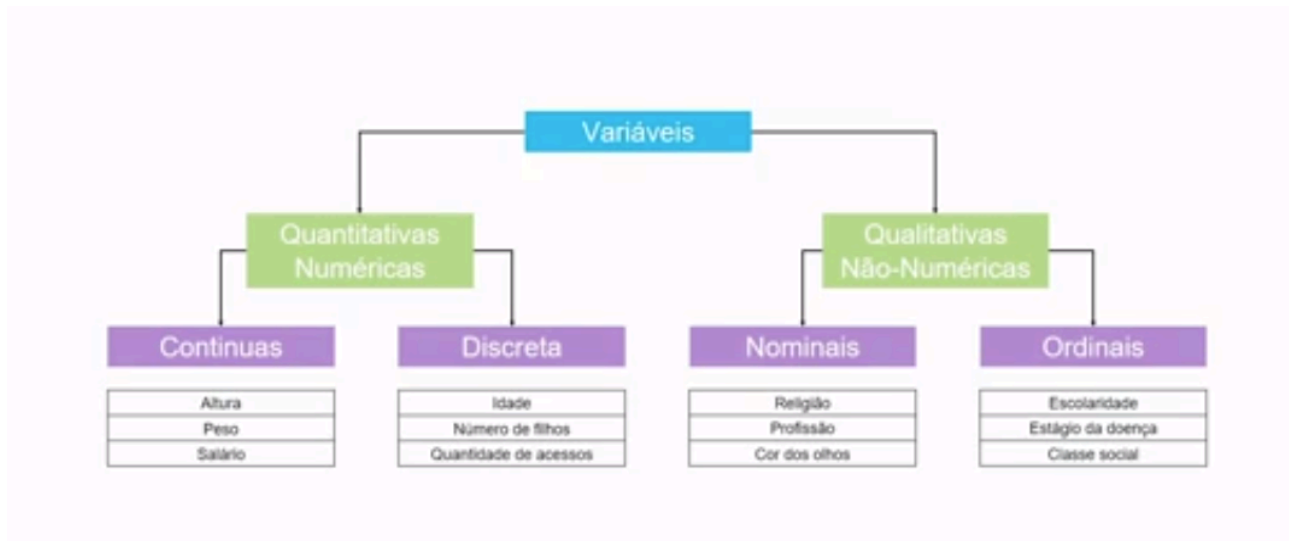 Variáveis
Quantitativas
Numéricas
Qualitativas
Não-Numéricas
Continuas
Discreta
Nominais
Ordinais
Altura
Peso
Salário
Idade
Número de filhos
Quantidade de acessos
Religião
Profissão
Cor dos olhos
Escolaridade
Estágio da doença
Classe social